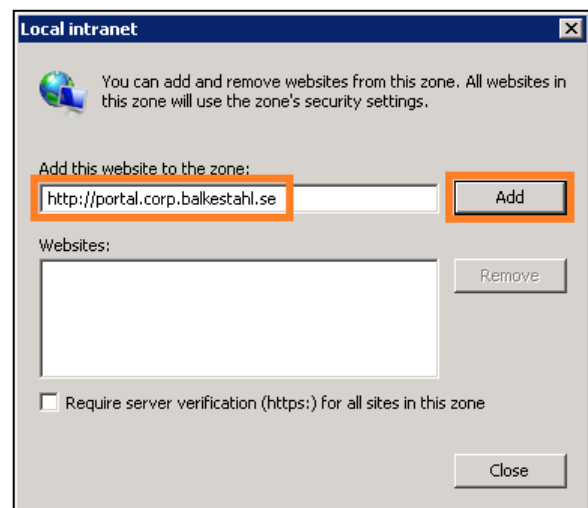 Local intranet
You can add and remove websites from this zone. All websites in
this zone will use the zone's security settings.
Add this website to the zone:
http://portal.corp.balkestahl.se
Add
Websites:
Remove
Require server verification (https:) for all sites in this zone
Close